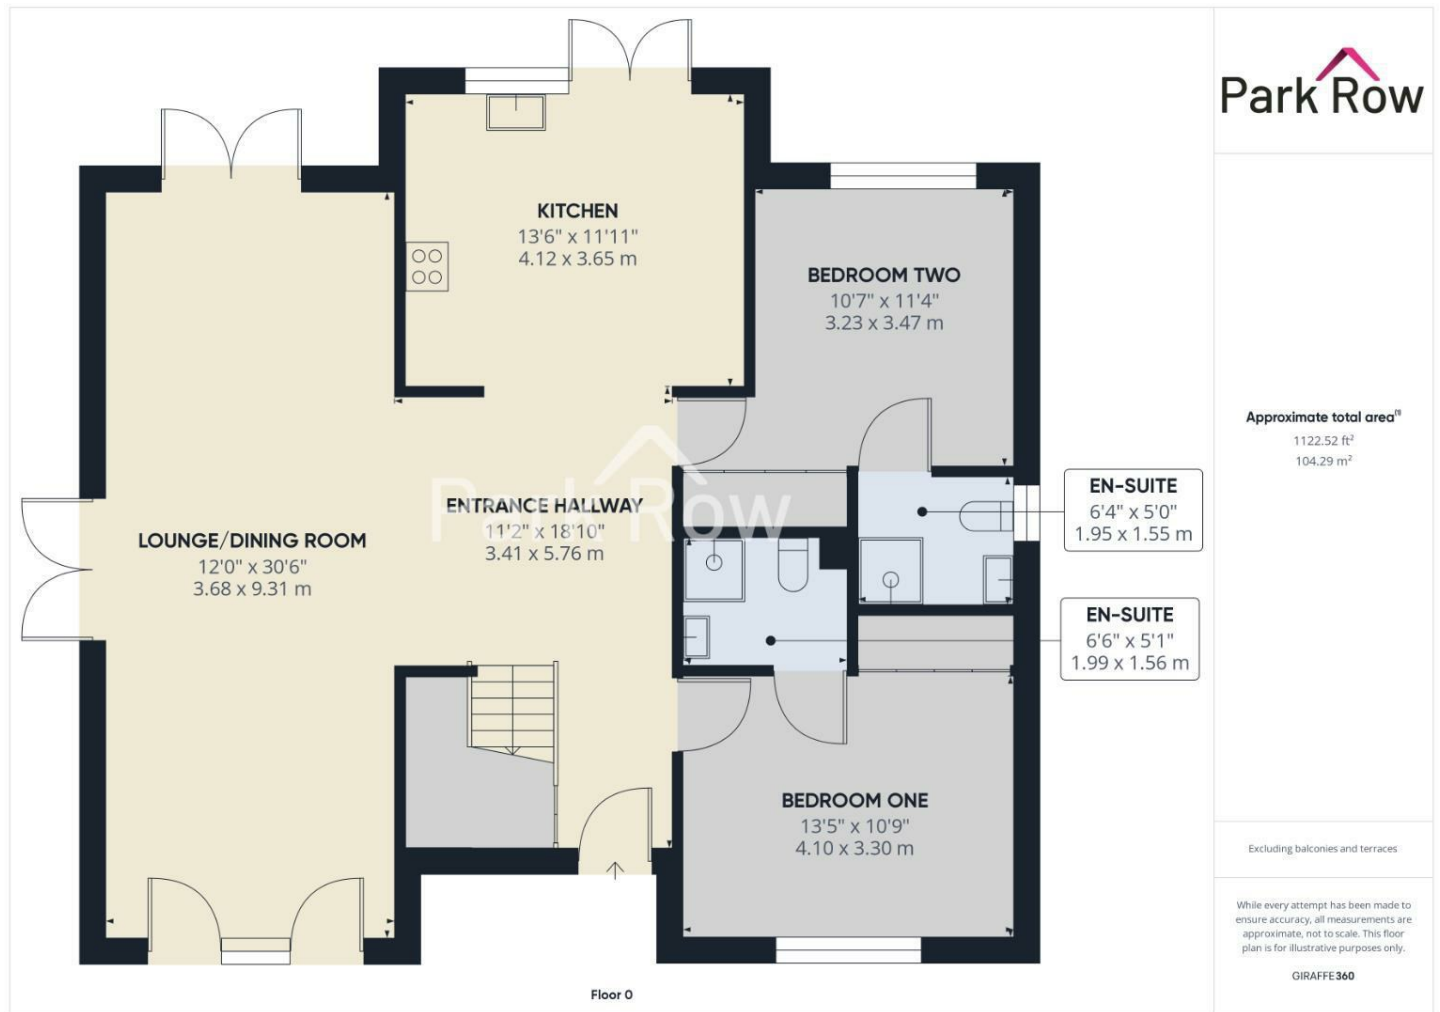 KITCHEN
13'6" x 11'11"
4.12 x 3.65 m
BEDROOM TWO
10'7" x 11'4"
3.23 x 3.47 m
ENTRANCE HALLWAY
11'2" x 18'10"
3.41 x 5.76 m
LOUNGE/DINING ROOM
12'0" x 30'6"
3.68 x 9.31 m
EN-SUITE
6'4" x 5'0"
1.95 x 1.55 m
EN-SUITE
6'6" x 5'1"
1.99 x 1.56 m
BEDROOM ONE
13'5" x 10'9"
4.10 x 3.30 m
Park Row
Floor 0
Park Row
Approximate total area⁽¹⁾
1122.52 ft²
104.29 m²
Excluding balconies and terraces
While every attempt has been made to
ensure accuracy, all measurements are
approximate, not to scale. This floor
plan is for illustrative purposes only.
GIRAFFE360